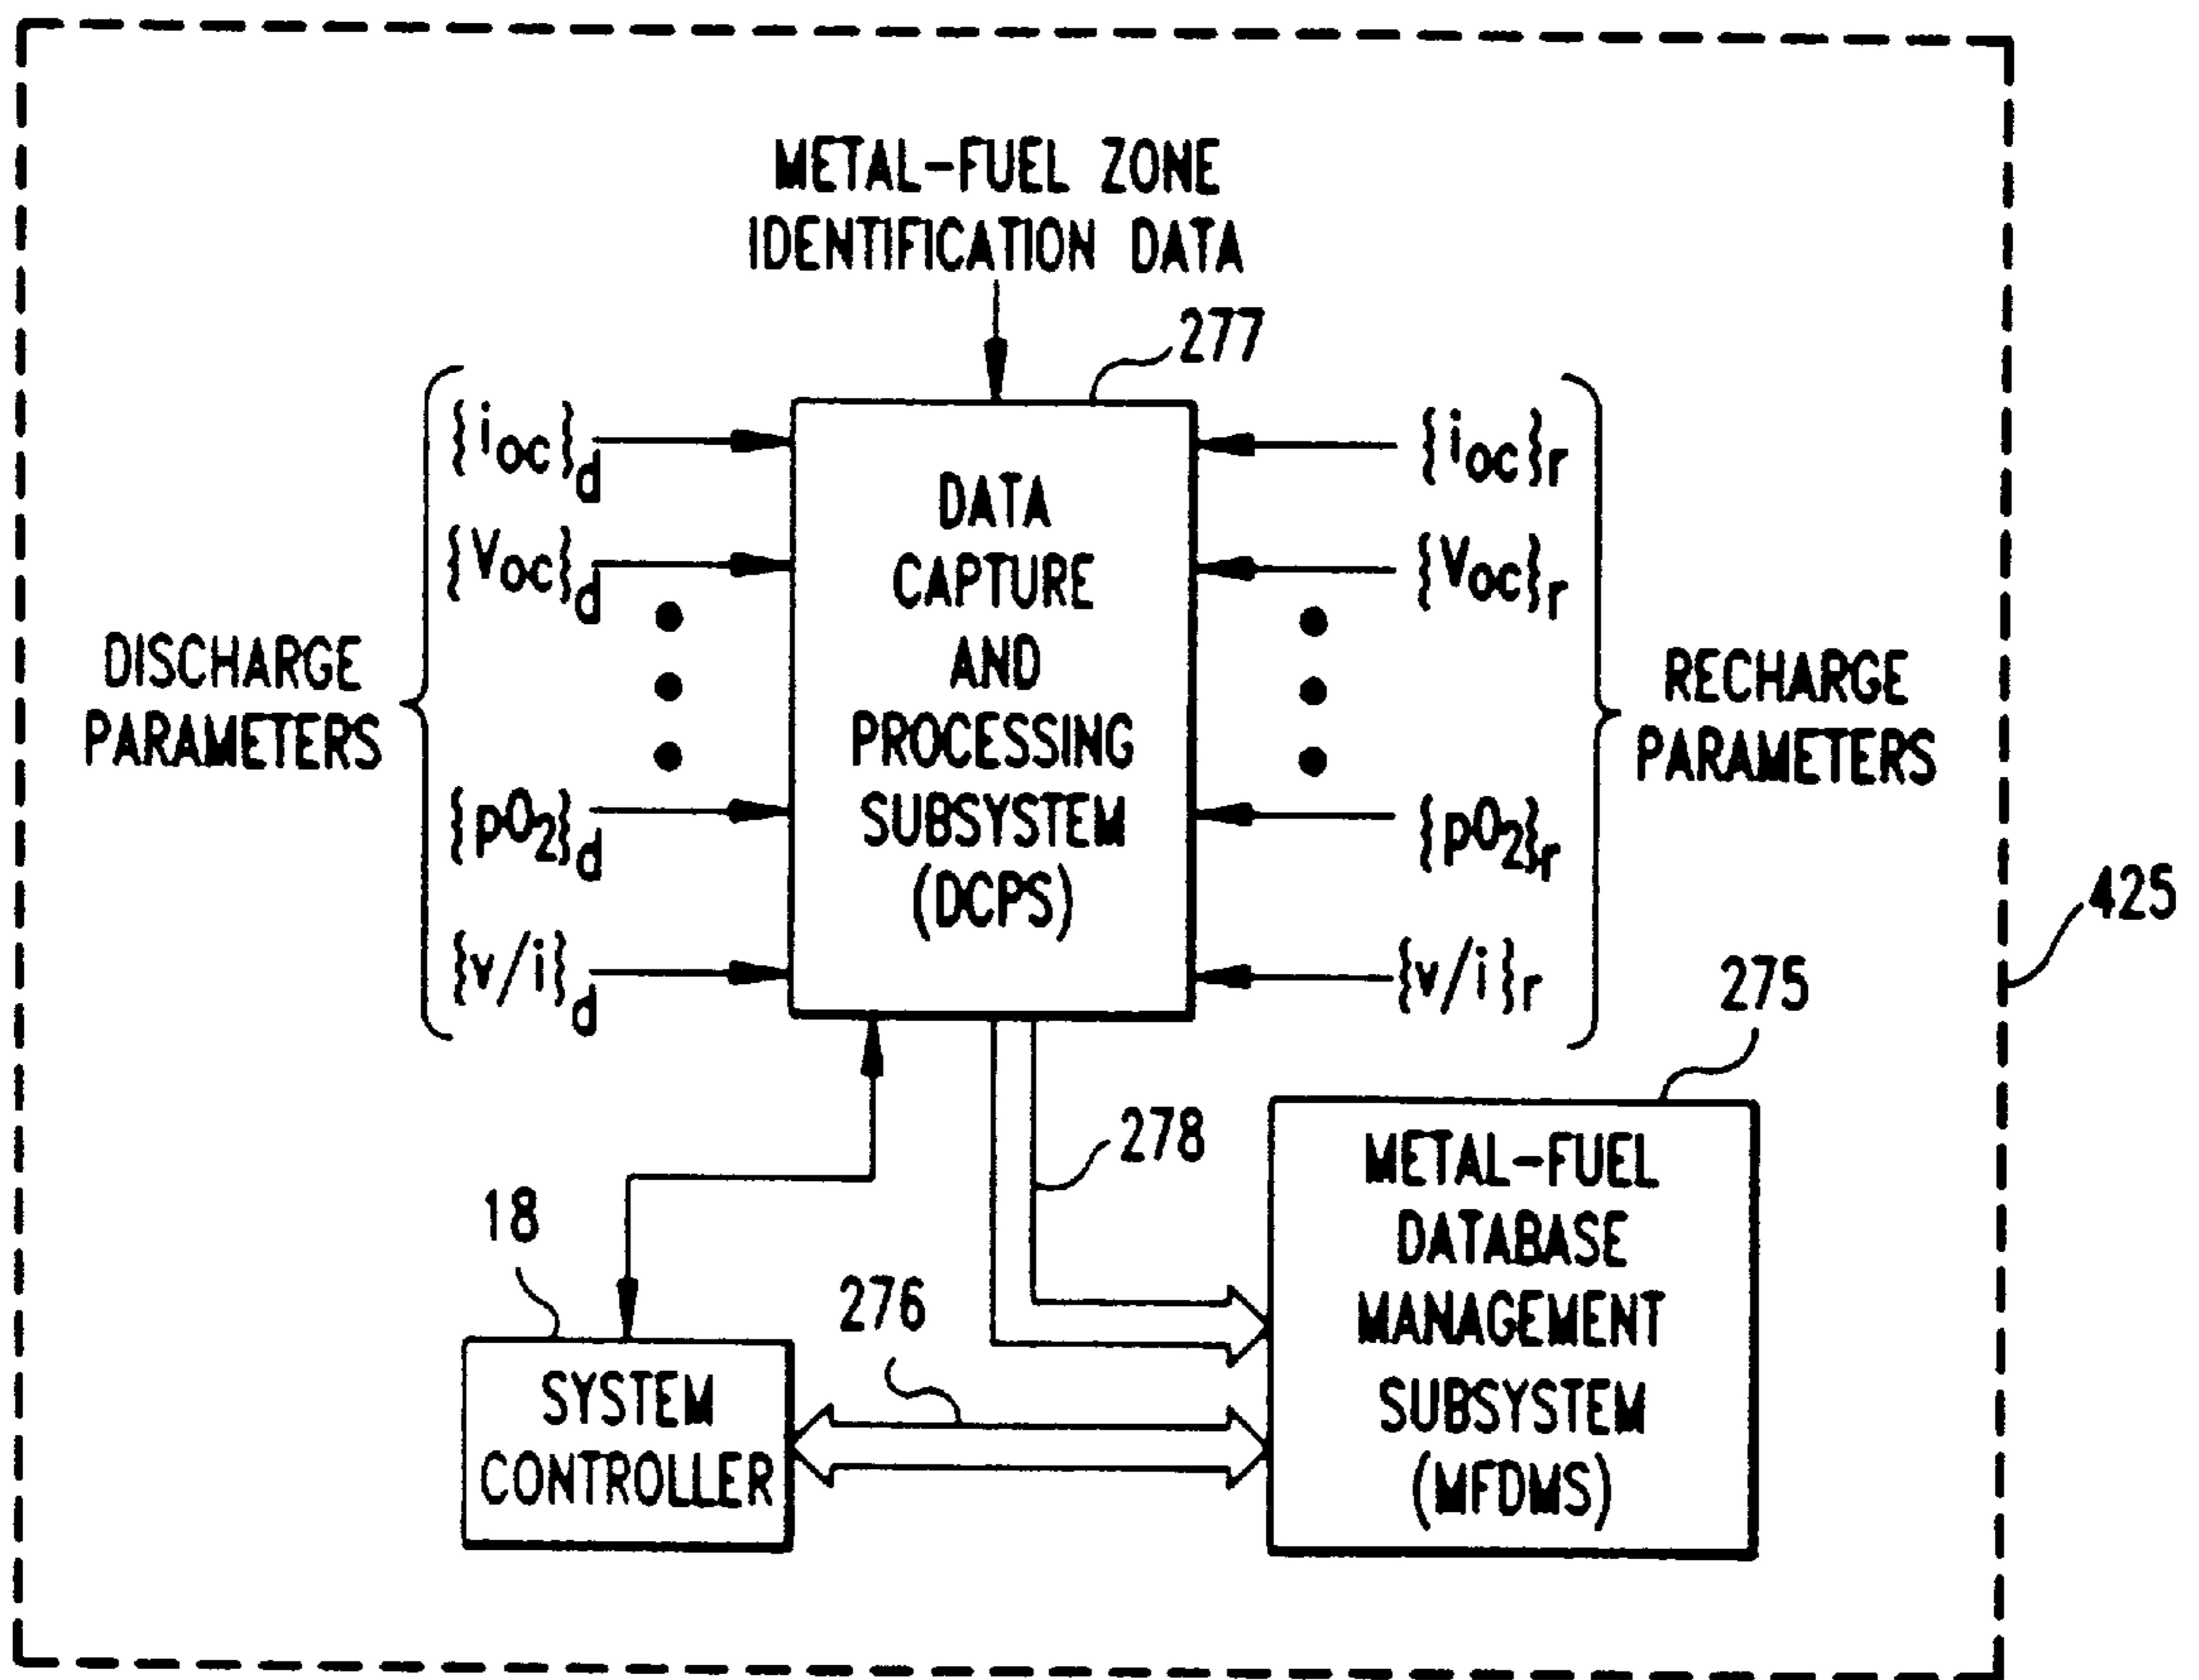 METAL-FUEL ZONE
IDENTIFICATION DATA
277
DISCHARGE
PARAMETERS
{ioc}d
{Voc}d
{pO2}d
{v/i}d
DATA
CAPTURE
AND
PROCESSING
SUBSYSTEM
(DCPS)
{ioc}r
{Voc}r
{pO2}r
{v/i}r
RECHARGE
PARAMETERS
425
275
278
18
276
SYSTEM
CONTROLLER
METAL-FUEL
DATABASE
MANAGEMENT
SUBSYSTEM
(MFDMS)